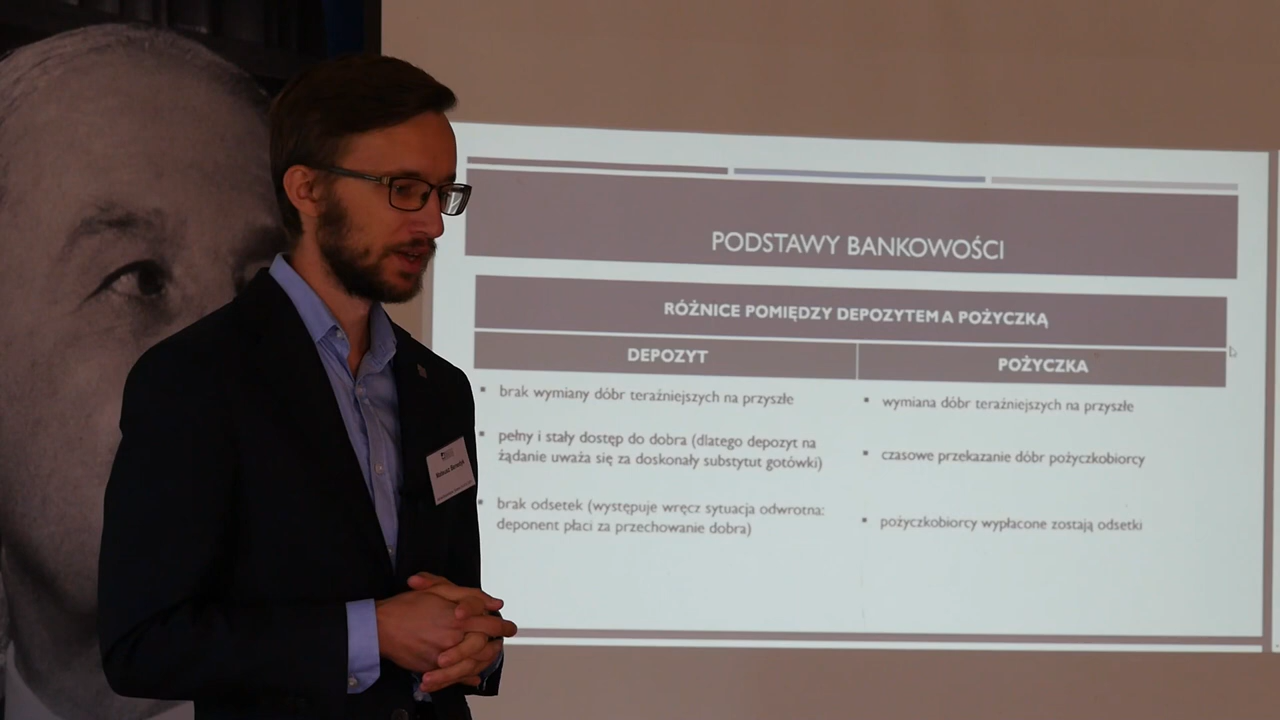 PODSTAWY BANKOWOŚCI
RÓŻNICE POMIĘDZY DEPOZYTEM A POŻYCZKĄ
DEPOZYT
▪ brak wymiany dóbr teraźniejszych na przyszłe
▪ pełny i stały dostęp do dobra (dlatego depozyt na
żądanie uważa się za doskonały substytut gotówki)
▪ brak odsetek (występuje wręcz sytuacja odwrotna:
deponent płaci za przechowanie dobra)
POŻYCZKA
▪ wymiana dóbr teraźniejszych na przyszłe
▪ czasowe przekazanie dóbr pożyczkobiorcy
▪ pożyczkobiorcy wypłacone zostają odsetki
Mateusz